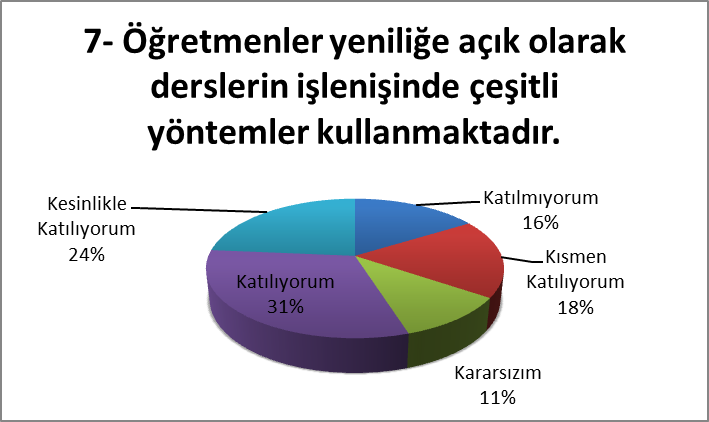 7- Öğretmenler yeniliğe açık olarak
derslerin işlenişinde çeşitli
yöntemler kullanmaktadır.
Kesinlikle
Katılıyorum
24%
Katılmıyorum
16%
Kısmen
Katılıyorum
18%
Katılıyorum
31%
Kararsızım
11%